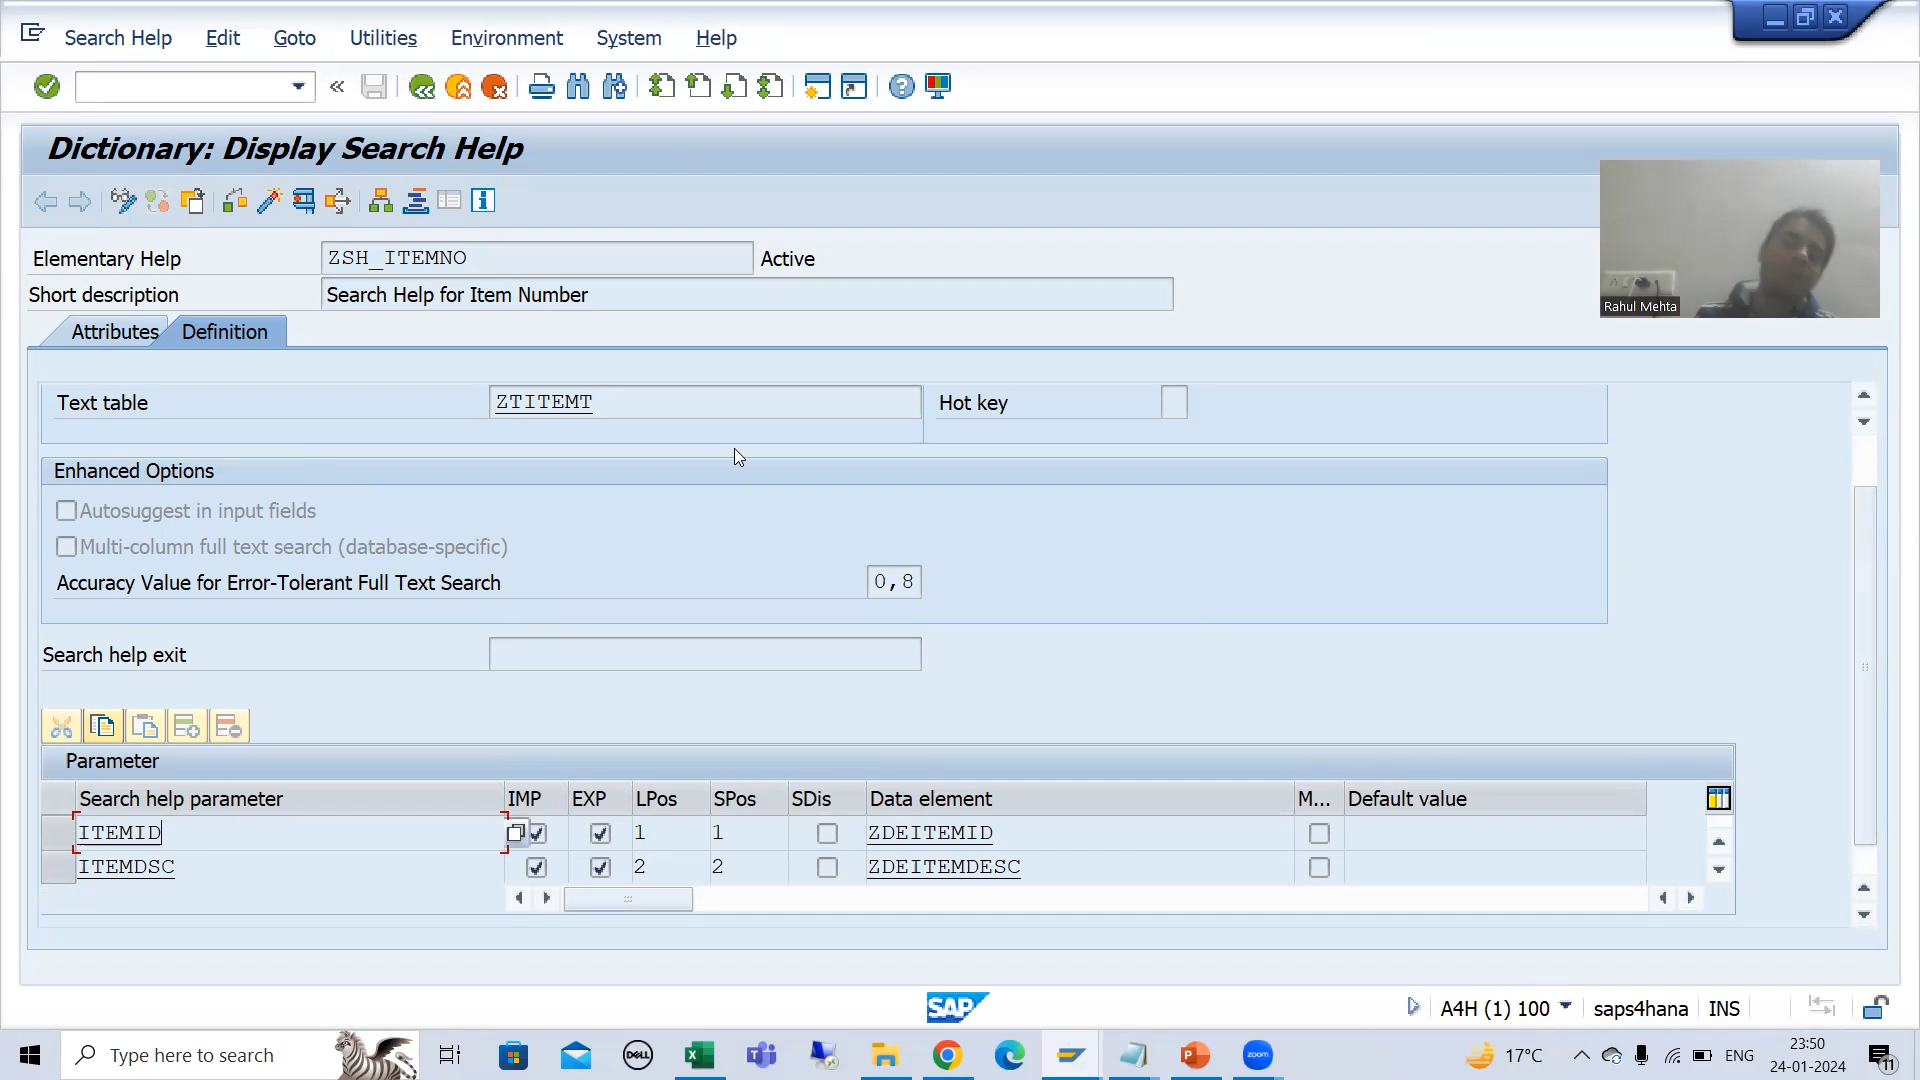 Search Help Edit Goto Utilities Environment System Help
Dictionary: Display Search Help
Elementary Help ZSH_ITEMNO Active
Short description Search Help for Item Number
Attributes Definition
Rahul Mehta
Text table ZTITEMT Hot key
Enhanced Options
Autosuggest in input fields
Multi-column full text search (database-specific)
Accuracy Value for Error-Tolerant Full Text Search 0,8
Search help exit
Parameter
Search help parameter IMP EXP LPos SPos SDis Data element M... Default value
ITEMID 1 1 ZDEITEMID
ITEMDSC 2 2 ZDEITEMDESC
SAP A4H (1) 100 saps4hana INS
Type here to search DELL zoom 17°C ENG 23:50
24-01-2024 11